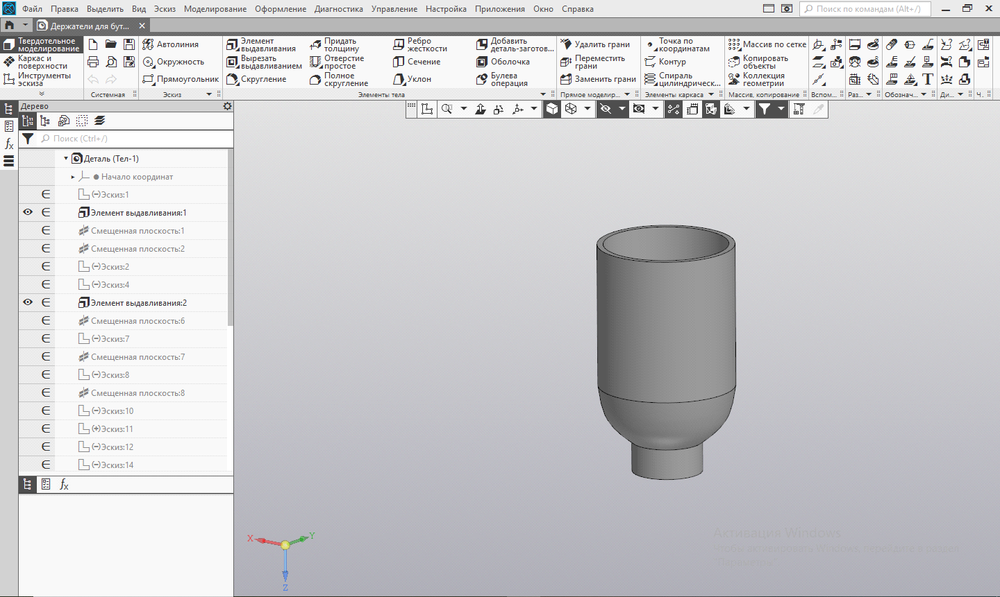 Файл Правка Выделить Вид Эскиз Моделирование Оформление Диагностика Управление Настройка Приложения Окно Справка
Поиск по командам (Alt+/)
Держатели для бут...
Твердотельное моделирование
Каркас и поверхности
Инструменты эскиза
Системная
Автолиния
Окружность
Прямоугольник
Эскиз
Элемент выдавливания
Вырезать выдавливанием
Скругление
Придать толщину
Отверстие простое
Полное скругление
Ребро жесткости
Сечение
Уклон
Добавить деталь-заготов...
Оболочка
Булева операция
Элементы тела
Удалить грани
Переместить грани
Заменить грани
Прямое моделир...
Точка по координатам
Контур
Спираль цилиндрическ...
Элементы каркаса
Массив по сетке
Копировать объекты
Коллекция геометрии
Массив, копирование
Вспом...
Раз...
Обознач...
Ди...
Ч...
Дерево
Поиск (Ctrl+/)
Деталь (Тел-1)
Начало координат
(−)Эскиз:1
Элемент выдавливания:1
Смещенная плоскость:1
Смещенная плоскость:2
(−)Эскиз:2
(−)Эскиз:4
Элемент выдавливания:2
Смещенная плоскость:6
(−)Эскиз:7
Смещенная плоскость:7
(−)Эскиз:8
Смещенная плоскость:8
(−)Эскиз:10
(+)Эскиз:11
(−)Эскиз:12
(−)Эскиз:14
X
Y
Z
Активация Windows
Чтобы активировать Windows, перейдите в раздел
"Параметры".